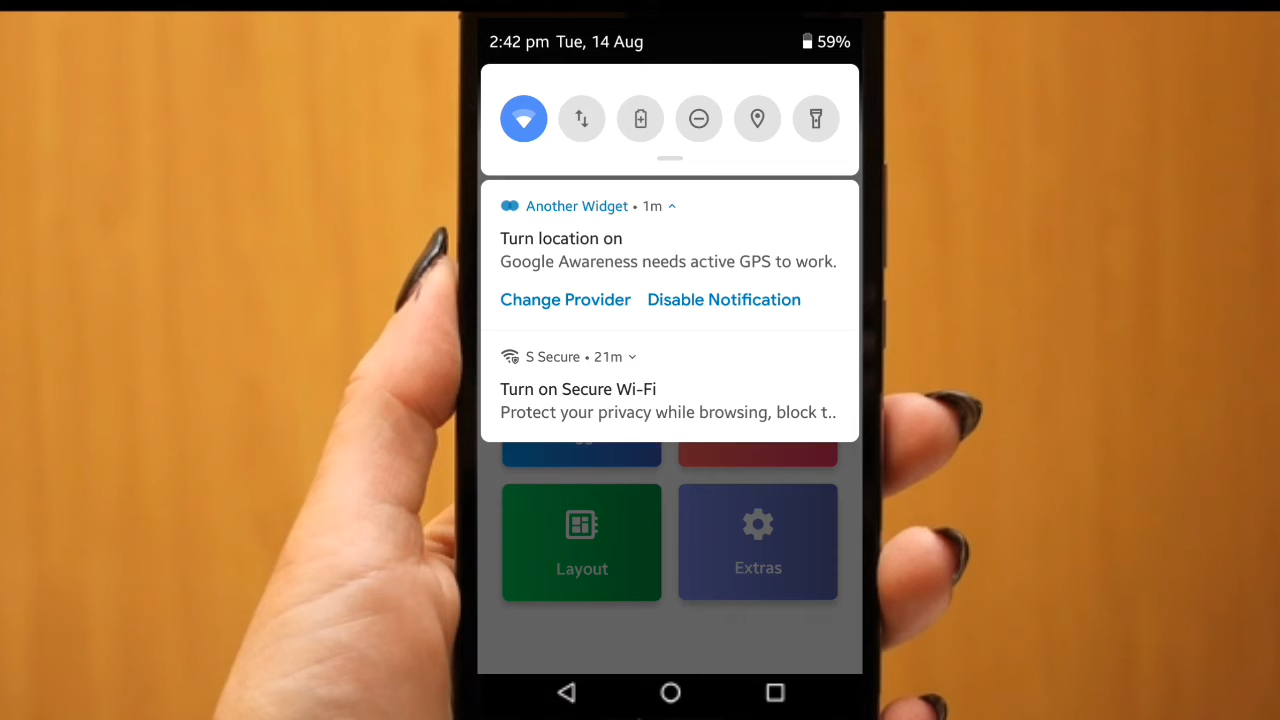 2:42 pm Tue, 14 Aug 59%
Another Widget • 1m
Turn location on
Google Awareness needs active GPS to work.
Change Provider Disable Notification
S Secure • 21m
Turn on Secure Wi-Fi
Protect your privacy while browsing, block t..
Layout Extras